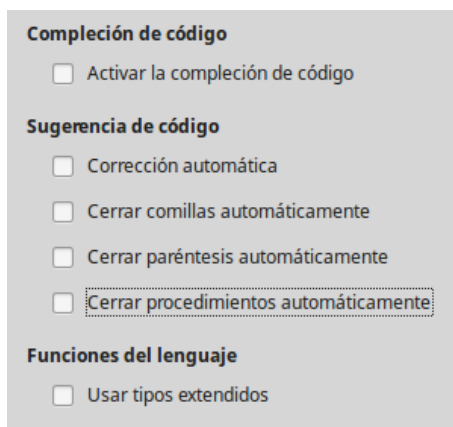 Compleción de código
Activar la compleción de código
Sugerencia de código
Corrección automática
Cerrar comillas automáticamente
Cerrar paréntesis automáticamente
Cerrar procedimientos automáticamente
Funciones del lenguaje
Usar tipos extendidos